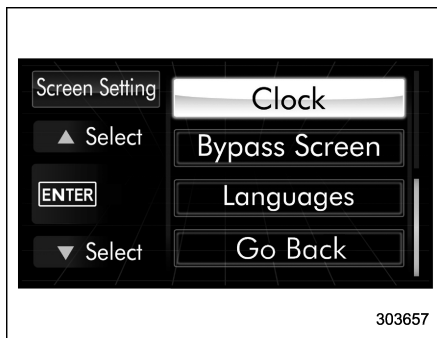 Screen Setting
▲ Select
ENTER
▼ Select
Clock
Bypass Screen
Languages
Go Back
303657